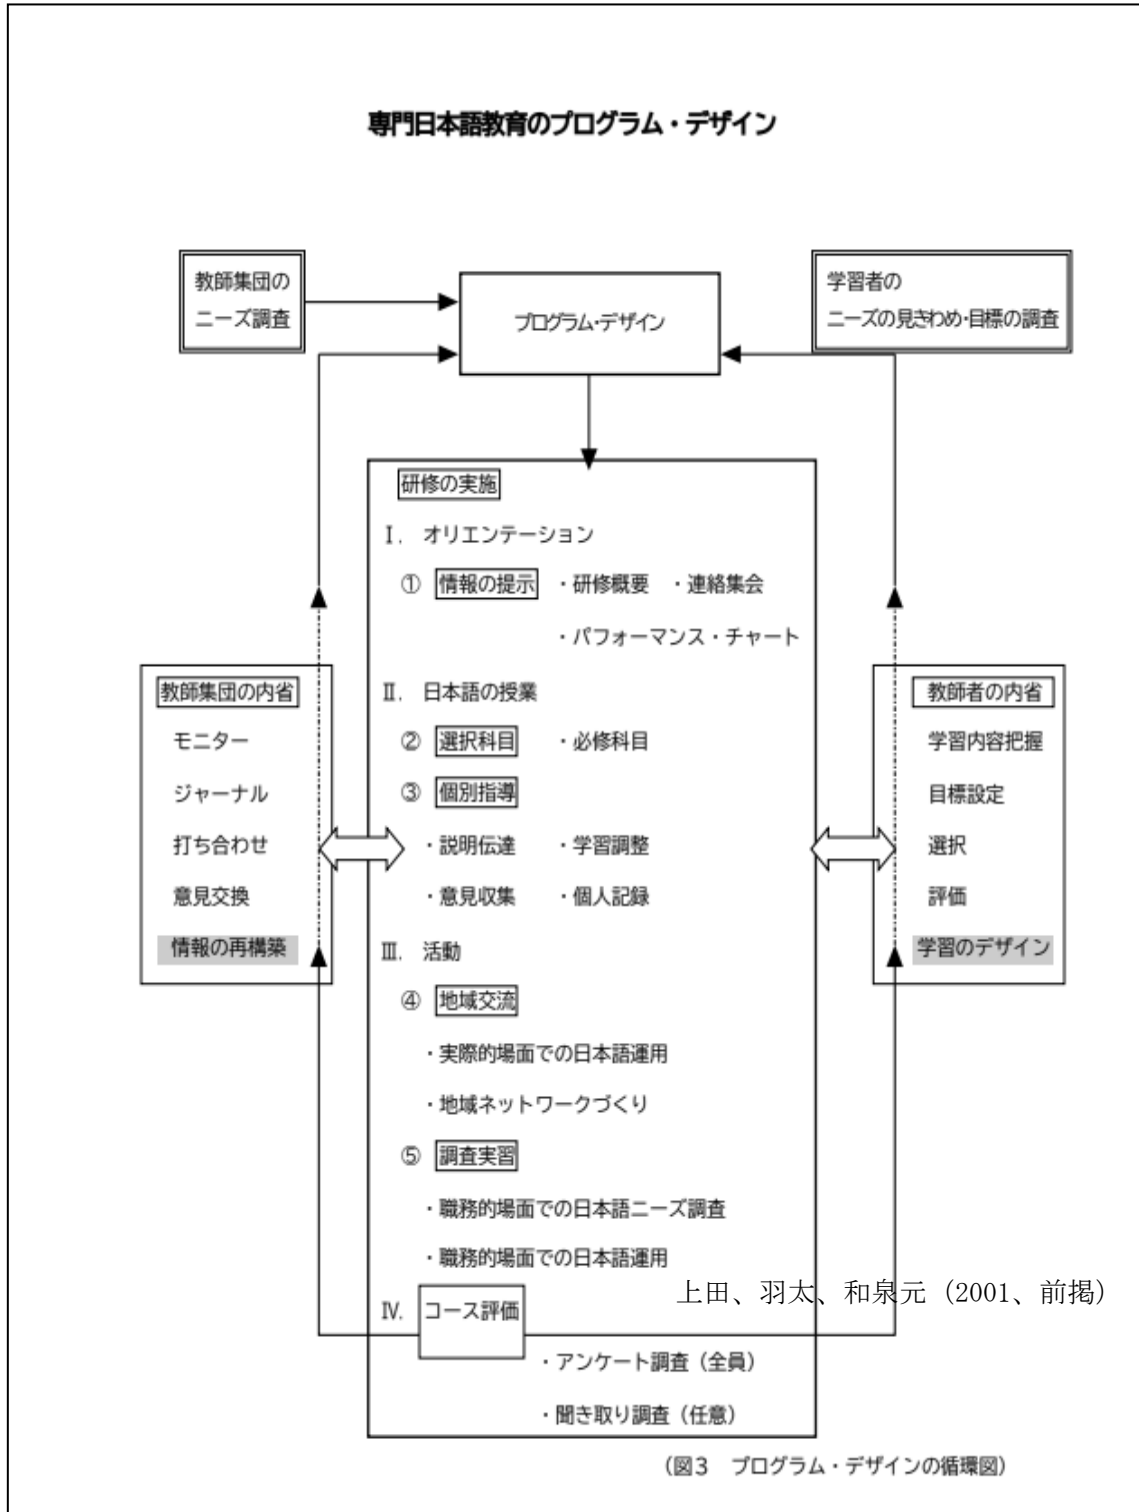 専門日本語教育のプログラム・デザイン
教師集団の
ニーズ調査
プログラム・デザイン
学習者の
ニーズの見きわめ・目標の調査
研修の実施
Ⅰ. オリエンテーション
① 情報の提示 ・研修概要 ・連絡集会
・パフォーマンス・チャート
Ⅱ. 日本語の授業
② 選択科目 ・必修科目
③ 個別指導
・説明伝達 ・学習調整
・意見収集 ・個人記録
Ⅲ. 活動
④ 地域交流
・実際的場面での日本語運用
・地域ネットワークづくり
⑤ 調査実習
・職務的場面での日本語ニーズ調査
・職務的場面での日本語運用
Ⅳ. コース評価
・アンケート調査（全員）
・聞き取り調査（任意）
教師集団の内省
モニター
ジャーナル
打ち合わせ
意見交換
情報の再構築
教師者の内省
学習内容把握
目標設定
選択
評価
学習のデザイン
上田、羽太、和泉元（2001、前掲）
（図3 プログラム・デザインの循環図）